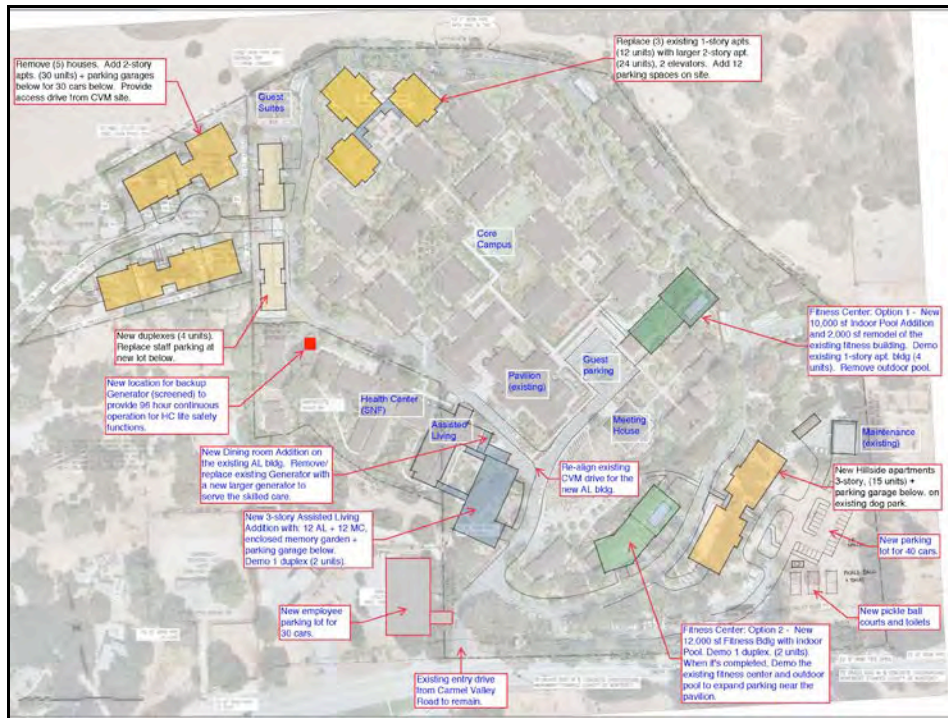 Remove (5) houses. Add 2-story
apts. (30 units) + parking garages
below for 30 cars below. Provide
access drive from CVM site.
Replace (3) existing 1-story apts.
(12 units) with larger 2-story apt.
(24 units), 2 elevators. Add 12
parking spaces on site.
Guest
Suites
Core
Campus
New duplexes (4 units).
Replace staff parking at
new lot below.
New location for backup
Generator (screened) to
provide 96 hour continuous
operation for HC life safety
functions.
Fitness Center: Option 1 - New
10,000 sf Indoor Pool Addition
and 2,000 sf remodel of the
existing fitness building. Demo
existing 1-story apt. bldg (4
units). Remove outdoor pool.
Guest
parking
Pavilion
(existing)
Health Center
(SNF)
Assisted
Living
Meeting
House
Maintenance
(existing)
New Dining room Addition on
the existing AL bldg. Remove/
replace existing Generator with
a new larger generator to
serve the skilled care.
Re-align existing
CVM drive for the
new AL bldg.
New Hillside apartments
3-story, (15 units) +
parking garage below. on
existing dog park.
New 3-story Assisted Living
Addition with: 12 AL + 12 MC,
enclosed memory garden +
parking garage below.
Demo 1 duplex (2 units).
New parking
lot for 40 cars.
New employee
parking lot for
30 cars.
New pickle ball
courts and toilets
Fitness Center: Option 2 - New
12,000 sf Fitness Bdlg with Indoor
Pool. Demo 1 duplex. (2 units).
When it's completed, Demo the
existing fitness center and outdoor
pool to expand parking near the
pavilion.
Existing entry drive
from Carmel Valley
Road to remain.